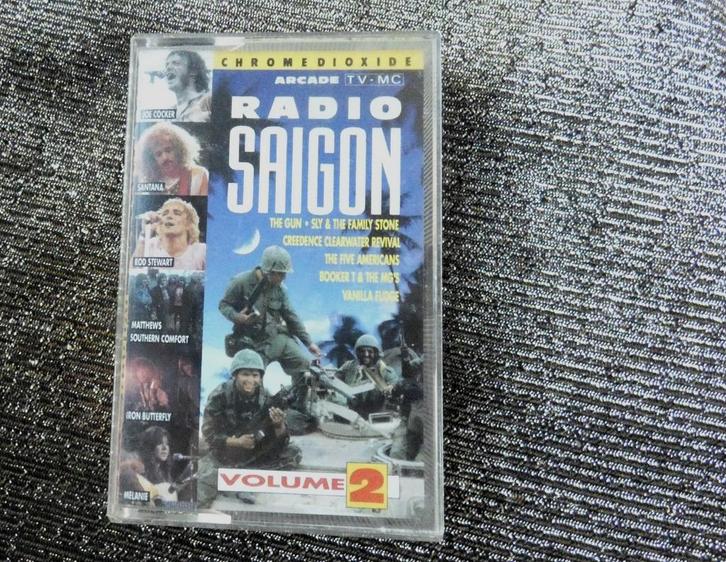 CHROMEDIOXIDE
ARCADE TV·MC
RADIO
SAIGON
THE GUN • SLY & THE FAMILY STONE
CREEDENCE CLEARWATER REVIVAL
THE FIVE AMERICANS
BOOKER T & THE MG'S
VANILLA FUDGE
JOE COCKER
SANTANA
ROD STEWART
MATTHEWS
SOUTHERN COMFORT
IRON BUTTERFLY
MELANIE
VOLUME 2